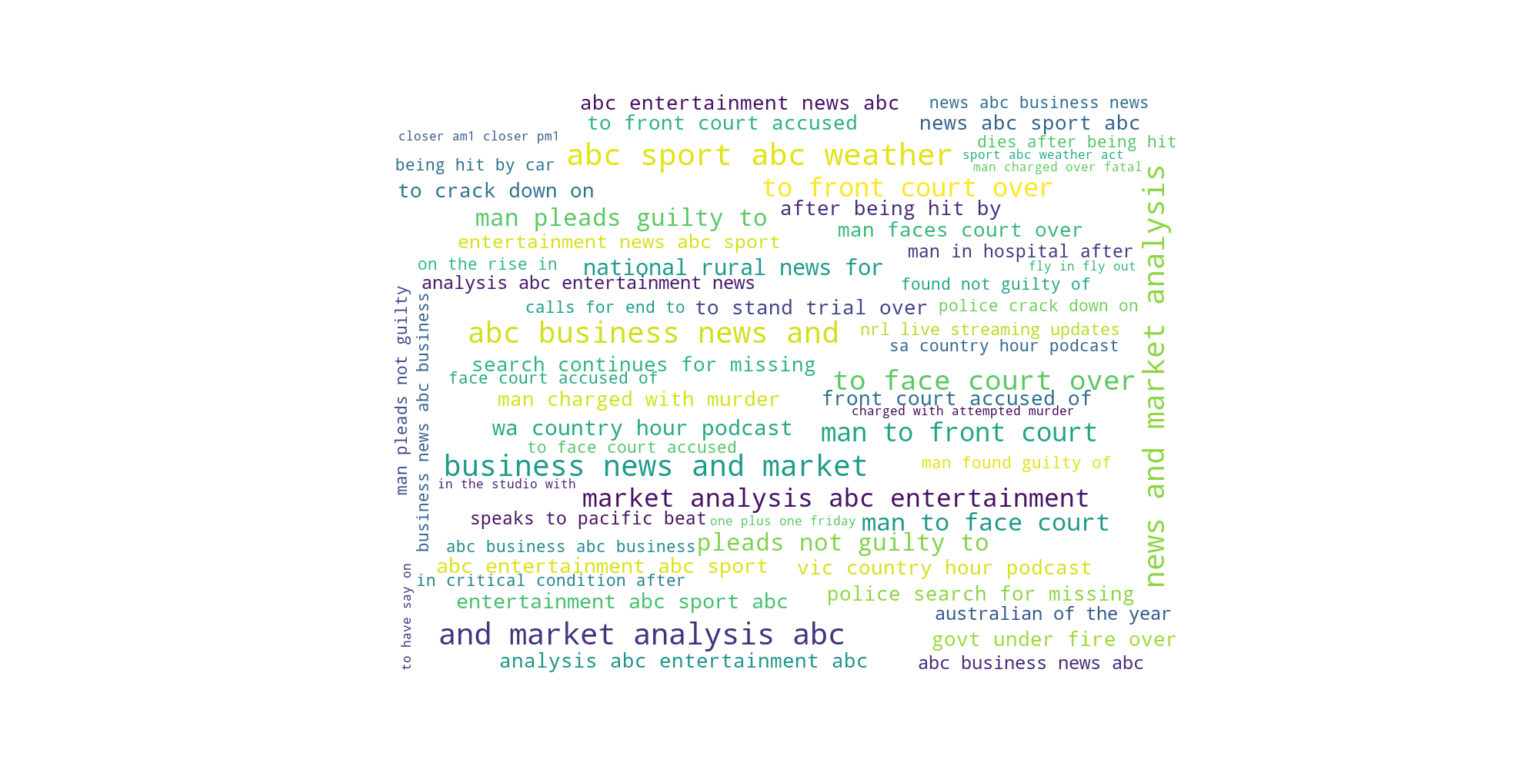 abc entertainment news abc
news abc business news
to front court accused
news abc sport abc
closer am1 closer pm1
dies after being hit
abc sport abc weather
sport abc weather act
being hit by car
man charged over fatal
to crack down on
to front court over
after being hit by
man pleads guilty to
man faces court over
entertainment news abc sport
man in hospital after
on the rise in
national rural news for
fly in fly out
analysis abc entertainment news
found not guilty of
calls for end to
to stand trial over
police crack down on
abc business news and
nrl live streaming updates
sa country hour podcast
search continues for missing
face court accused of
to face court over
man charged with murder
front court accused of
charged with attempted murder
wa country hour podcast
man to front court
to face court accused
business news and market
man found guilty of
in the studio with
market analysis abc entertainment
speaks to pacific beat
one plus one friday
man to face court
abc business abc business
pleads not guilty to
abc entertainment abc sport
vic country hour podcast
in critical condition after
entertainment abc sport abc
police search for missing
australian of the year
and market analysis abc
govt under fire over
analysis abc entertainment abc
abc business news abc
man pleads not guilty
business news abc business
to have say on
news and market analysis